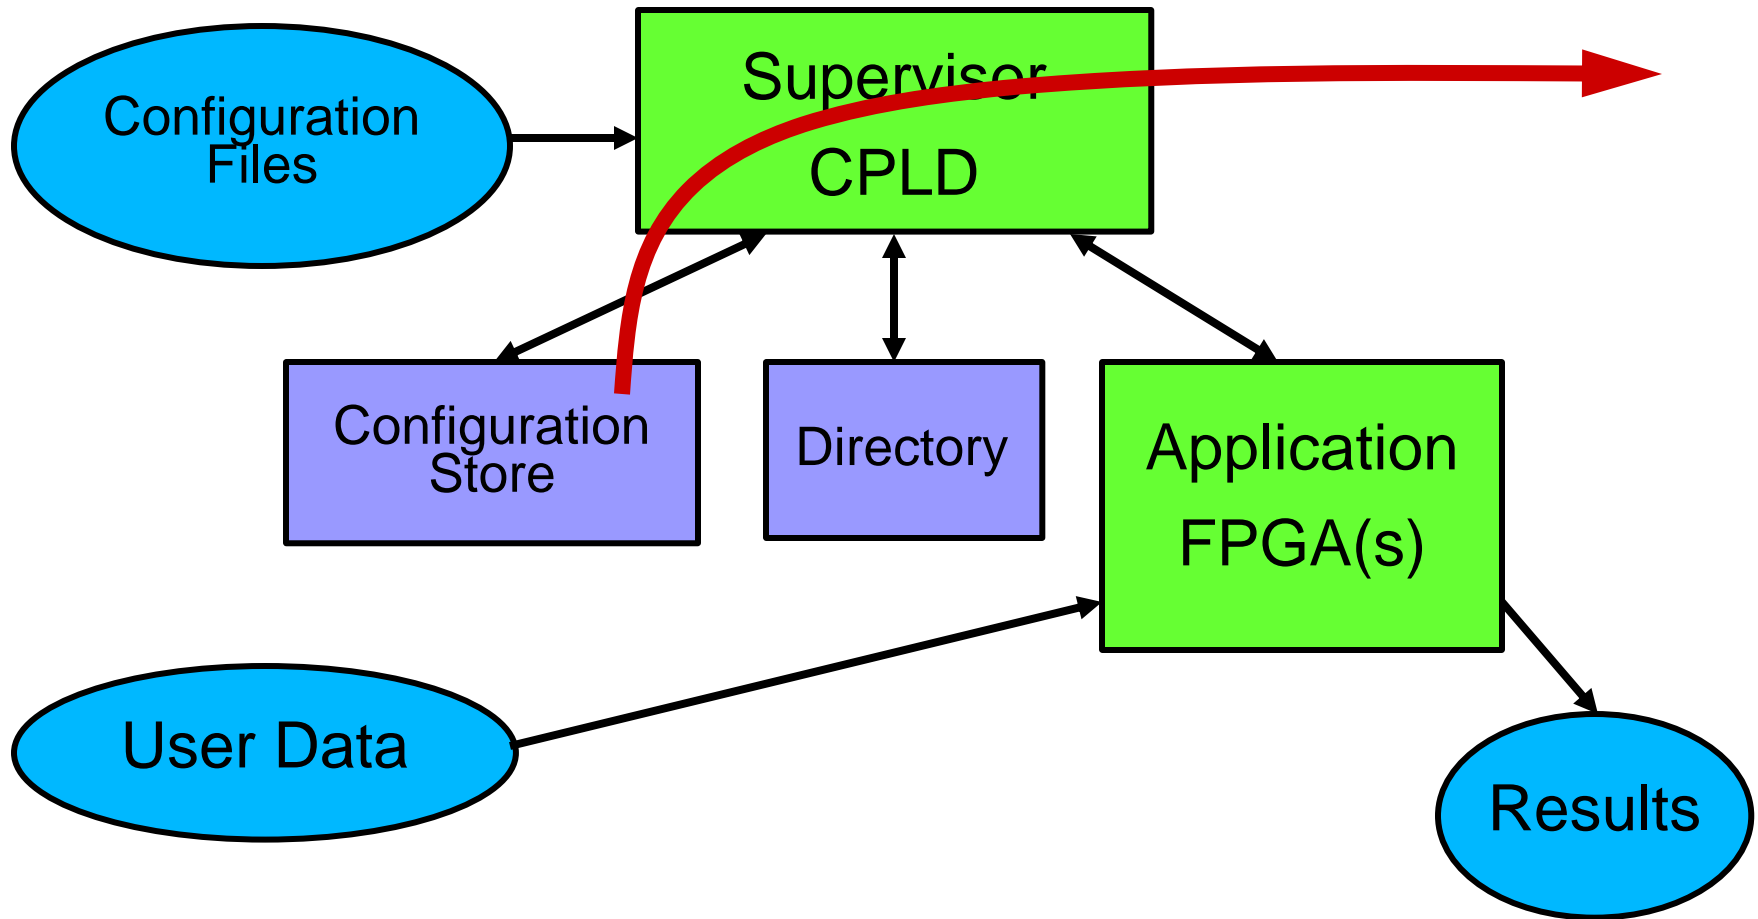 Configuration
Files
Supervisor
CPLD
Configuration
Store
Directory
Application
FPGA(s)
User Data
Results